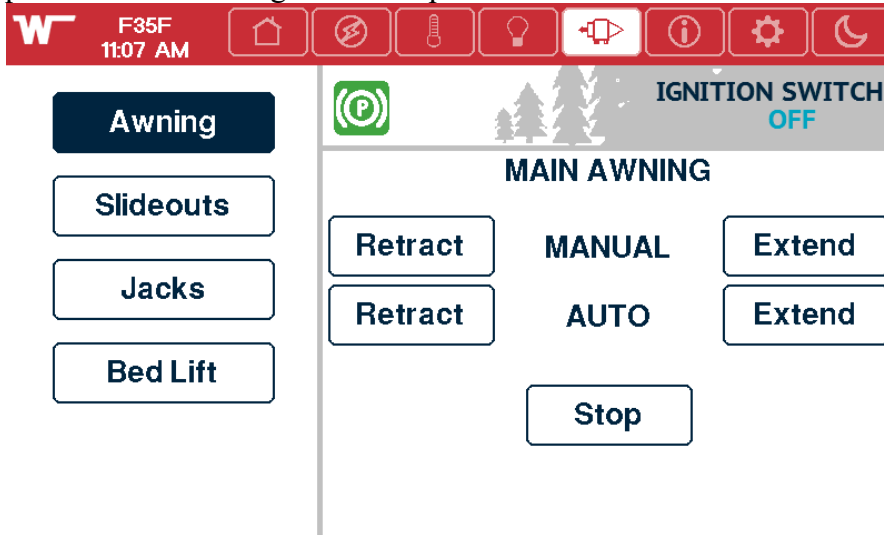 W F35F
11:07 AM
Awning
Slideouts
Jacks
Bed Lift
(P)
IGNITION SWITCH
OFF
MAIN AWNING
Retract MANUAL Extend
Retract AUTO Extend
Stop